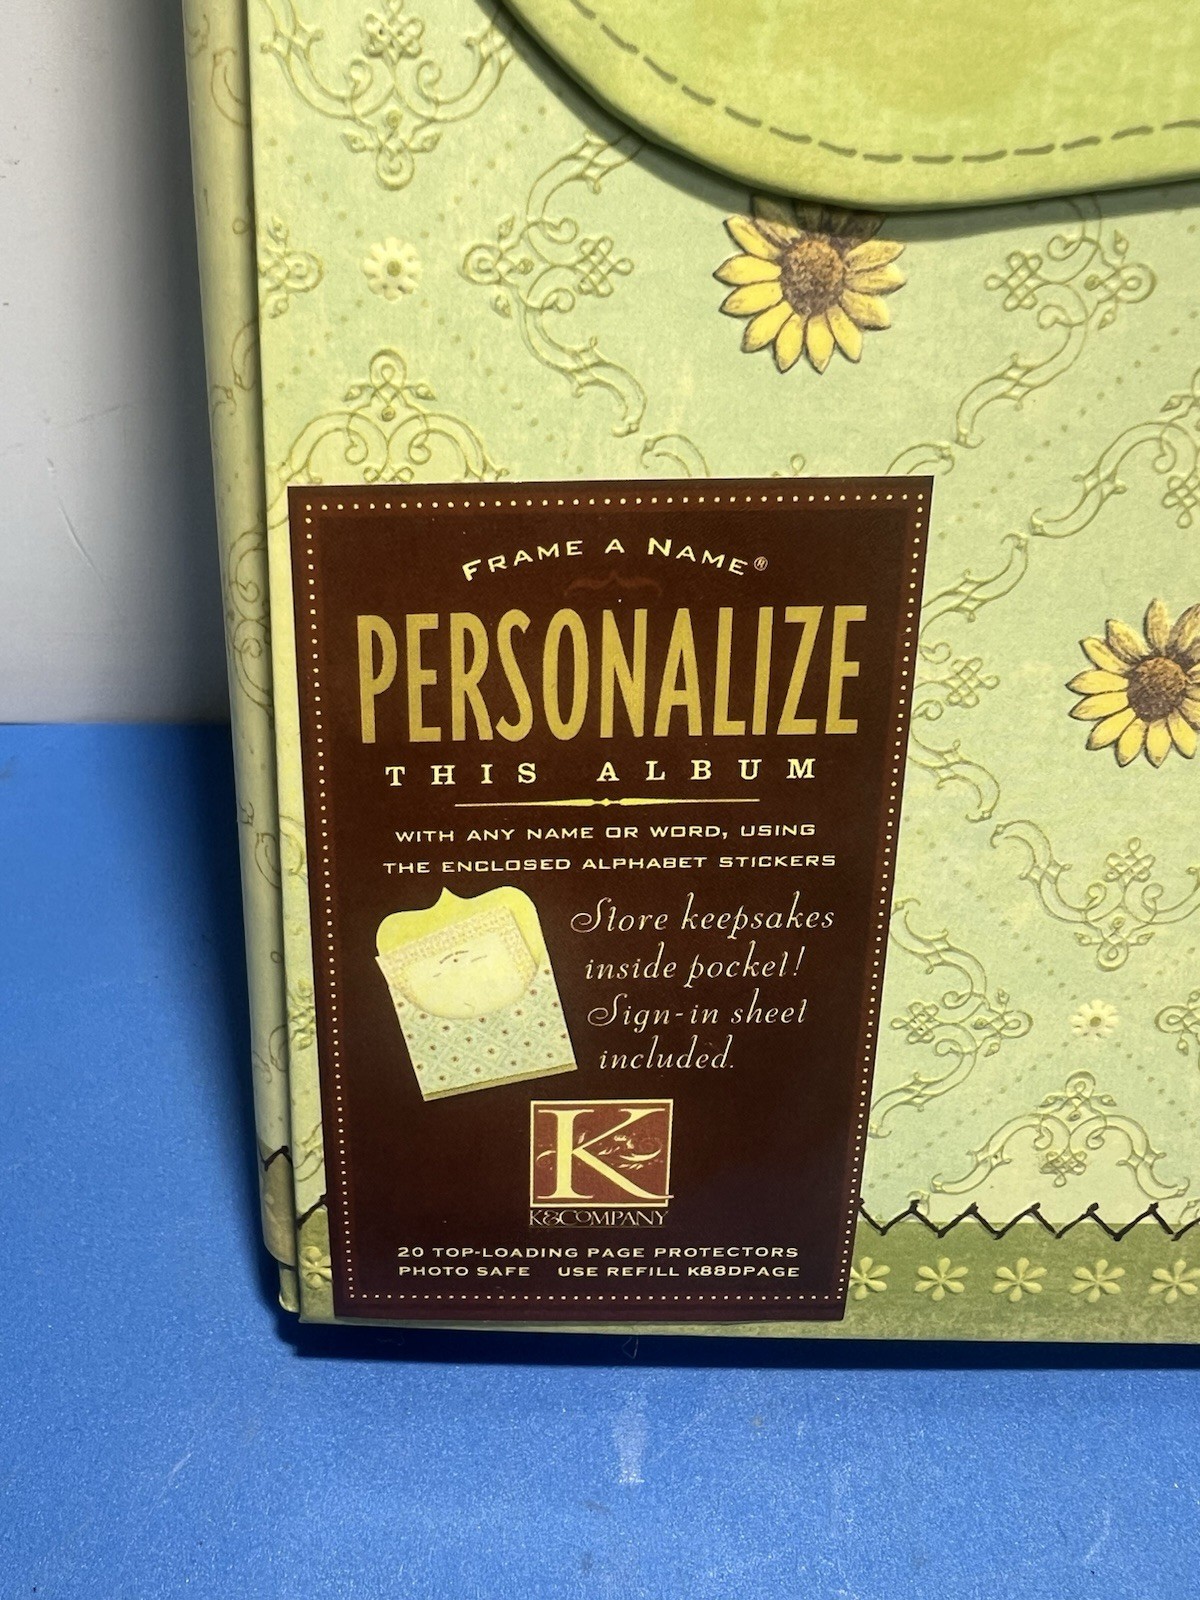 FRAME A NAME®
PERSONALIZE
THIS ALBUM
WITH ANY NAME OR WORD, USING
THE ENCLOSED ALPHABET STICKERS
Store keepsakes
inside pocket!
Sign-in sheet
included.
K
K&COMPANY
20 TOP-LOADING PAGE PROTECTORS
PHOTO SAFE USE REFILL K88DPAGE